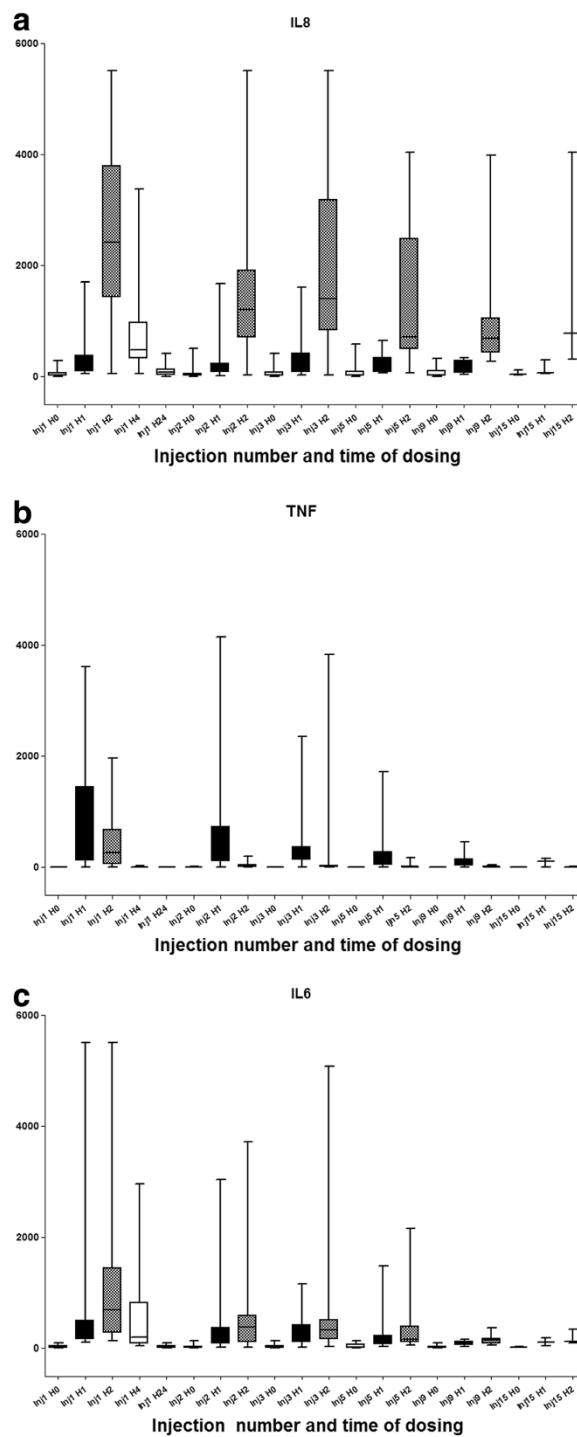 a
IL8
6000
4000
2000
0
Inj1 H0 Inj1 H1 Inj1 H2 Inj1 H4 Inj1 H24 Inj2 H0 Inj2 H1 Inj2 H2 Inj3 H0 Inj3 H1 Inj3 H2 Inj5 H0 Inj5 H1 Inj5 H2 Inj9 H0 Inj9 H1 Inj9 H2 Inj15 H0 Inj15 H1 Inj15 H2
Injection number and time of dosing
b
TNF
6000
4000
2000
0
Inj1 H0 Inj1 H1 Inj1 H2 Inj1 H4 Inj1 H24 Inj2 H0 Inj2 H1 Inj2 H2 Inj3 H0 Inj3 H1 Inj3 H2 Inj5 H0 Inj5 H1 Ijn5 H2 Inj9 H0 Inj9 H1 Inj9 H2 Inj15 H0 Inj15 H1 Inj15 H2
Injection number and time of dosing
c
IL6
6000
4000
2000
0
Inj1 H0 Inj1 H1 Inj1 H2 Inj1 H4 Inj1 H24 Inj2 H0 Inj2 H1 Inj2 H2 Inj3 H0 Inj3 H1 Inj3 H2 Inj5 H0 Inj5 H1 Inj5 H2 Inj9 H0 Inj9 H1 Inj9 H2 Inj15 H0 Inj15 H1 Inj15 H2
Injection number and time of dosing